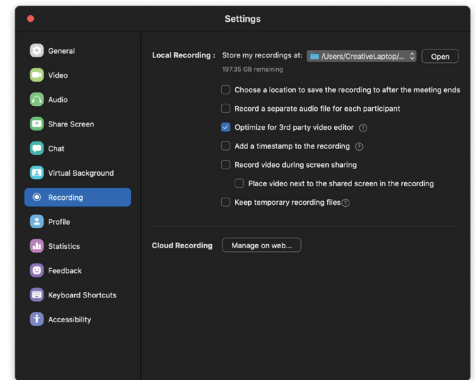 Settings
General
Video
Audio
Share Screen
Chat
Virtual Background
Recording
Profile
Statistics
Feedback
Keyboard Shortcuts
Accessibility
Local Recording : Store my recordings at: /Users/CreativeLaptop/... Open
197.35 GB remaining
Choose a location to save the recording to after the meeting ends
Record a separate audio file for each participant
Optimize for 3rd party video editor ?
Add a timestamp to the recording ?
Record video during screen sharing
Place video next to the shared screen in the recording
Keep temporary recording files ?
Cloud Recording Manage on web...